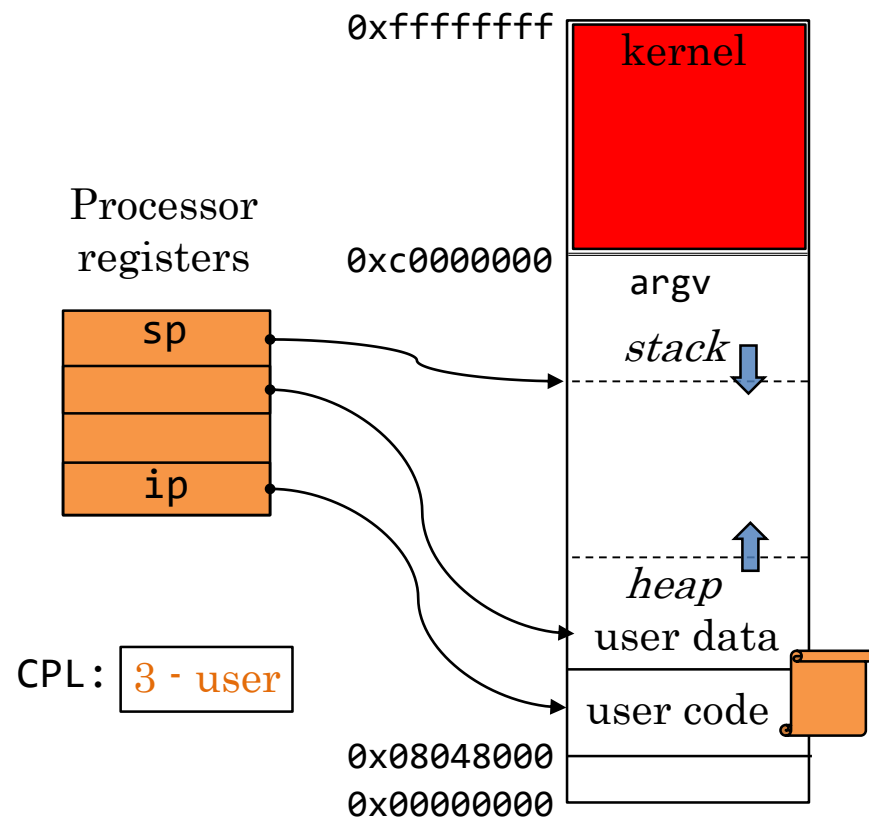 0xffffffff
kernel
Processor
registers
0xc0000000
argv
sp
stack
ip
heap
user data
CPL: 3 - user
user code
0x08048000
0x00000000